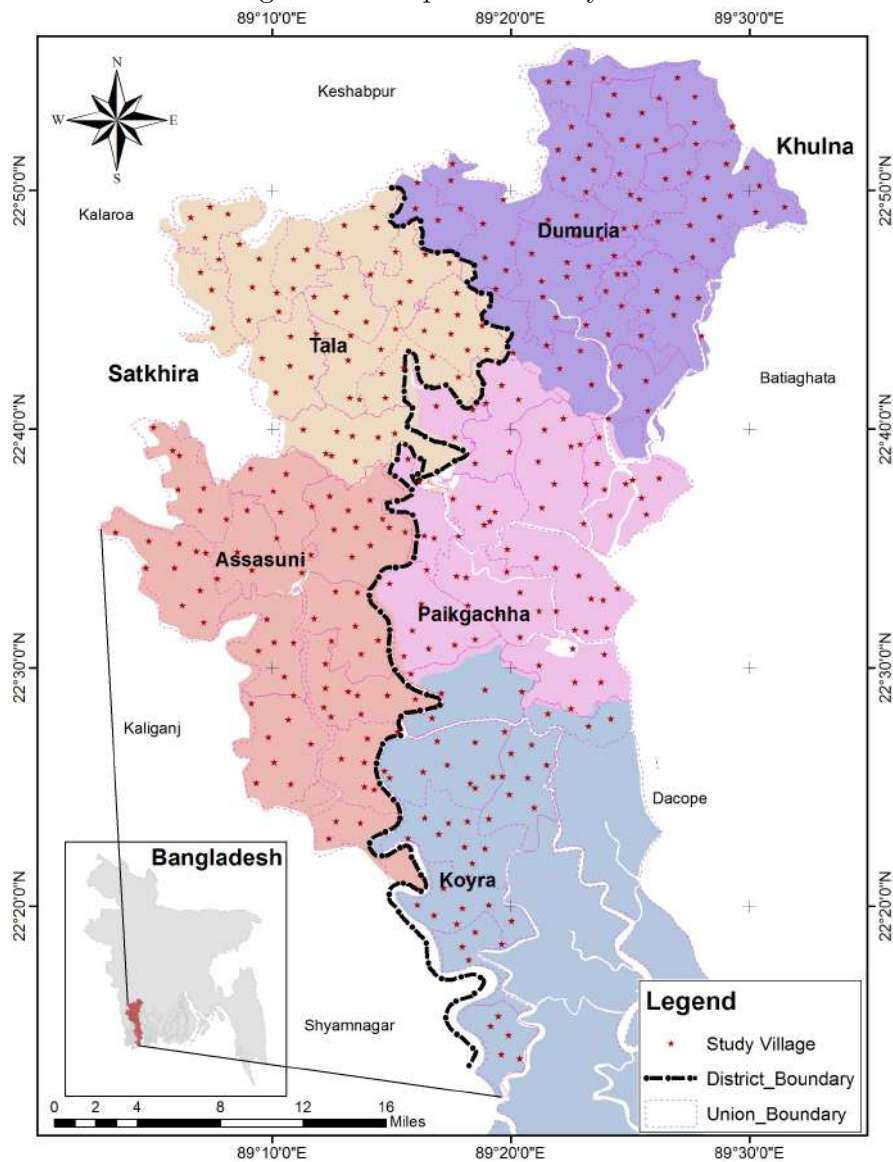 89°10'0"E 89°20'0"E 89°30'0"E
N
W E
S
Keshabpur
Khulna
22°50'0"N 22°50'0"N
Kalaroa
Dumuria
Tala
Satkhira
Batiaghata
22°40'0"N 22°40'0"N
Assasuni
Paikgachha
22°30'0"N 22°30'0"N
Kaliganj
Dacope
Bangladesh
Koyra
22°20'0"N 22°20'0"N
Legend
Shyamnagar
Study Village
District_Boundary
Union_Boundary
0 2 4 8 12 16
Miles
89°10'0"E 89°20'0"E 89°30'0"E